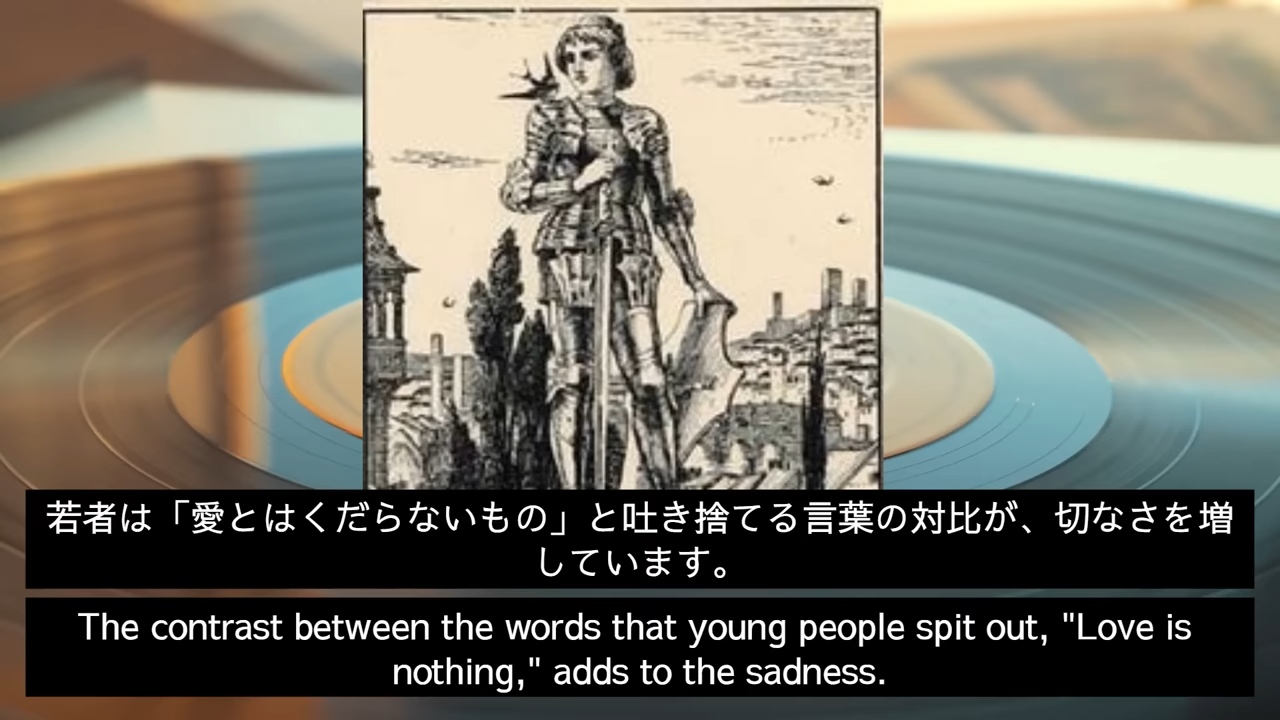 若者は「愛とはくだらないもの」と吐き捨てる言葉の対比が、切なさを増
しています。
The contrast between the words that young people spit out, "Love is
nothing," adds to the sadness.